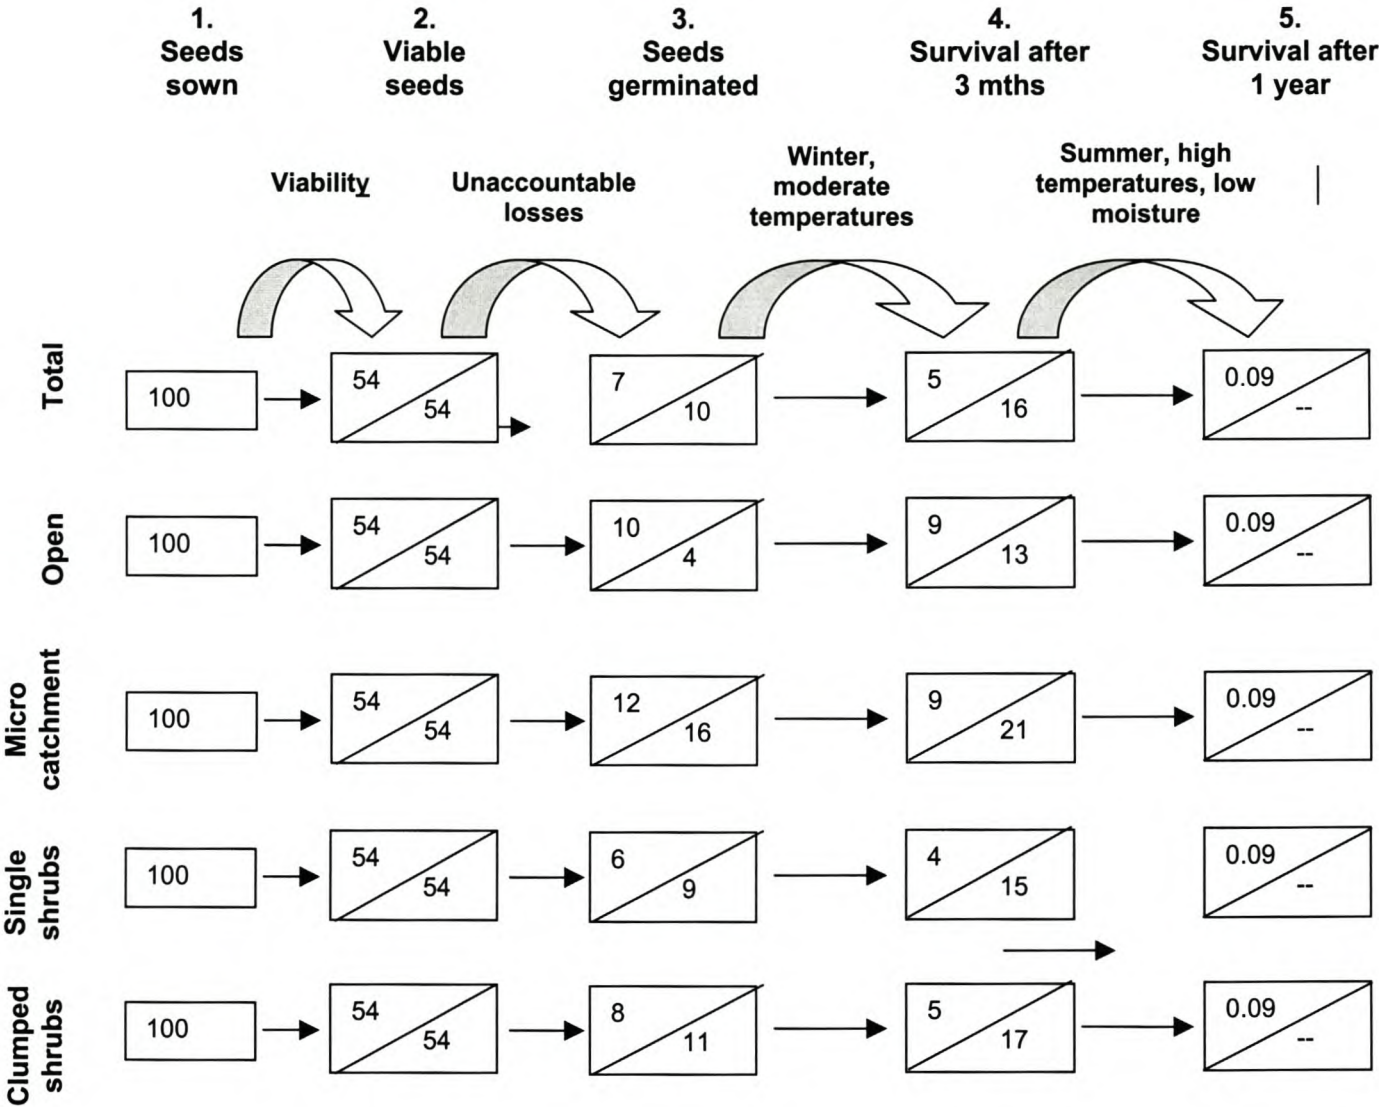 1.
Seeds
sown
2.
Viable
seeds
3.
Seeds
germinated
4.
Survival after
3 mths
5.
Survival after
1 year
Viability
Unaccountable
losses
Winter,
moderate
temperatures
Summer, high
temperatures, low
moisture
Total
100
54
54
7
10
5
16
0.09
--
Open
100
54
54
10
4
9
13
0.09
--
Micro
catchment
100
54
54
12
16
9
21
0.09
--
Single
shrubs
100
54
54
6
9
4
15
0.09
--
Clumped
shrubs
100
54
54
8
11
5
17
0.09
--